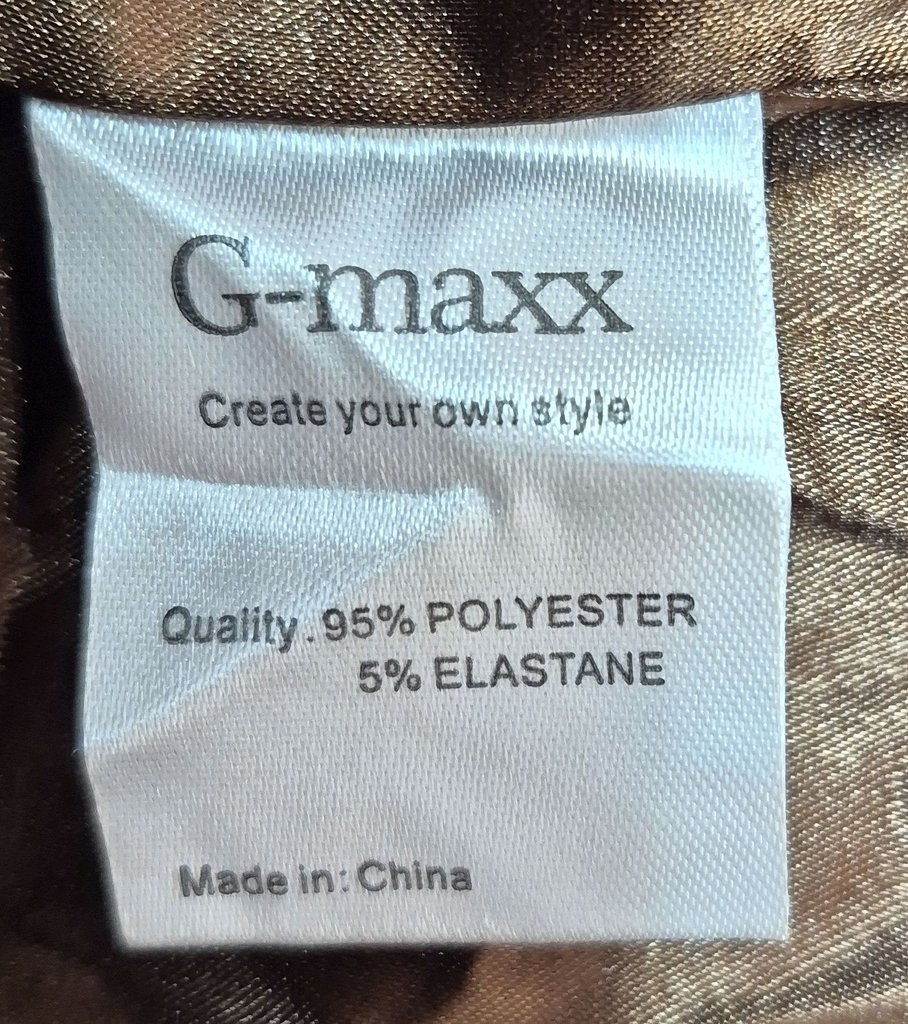 G-maxx
Create your own style
Quality. 95% POLYESTER
5% ELASTANE
Made in: China